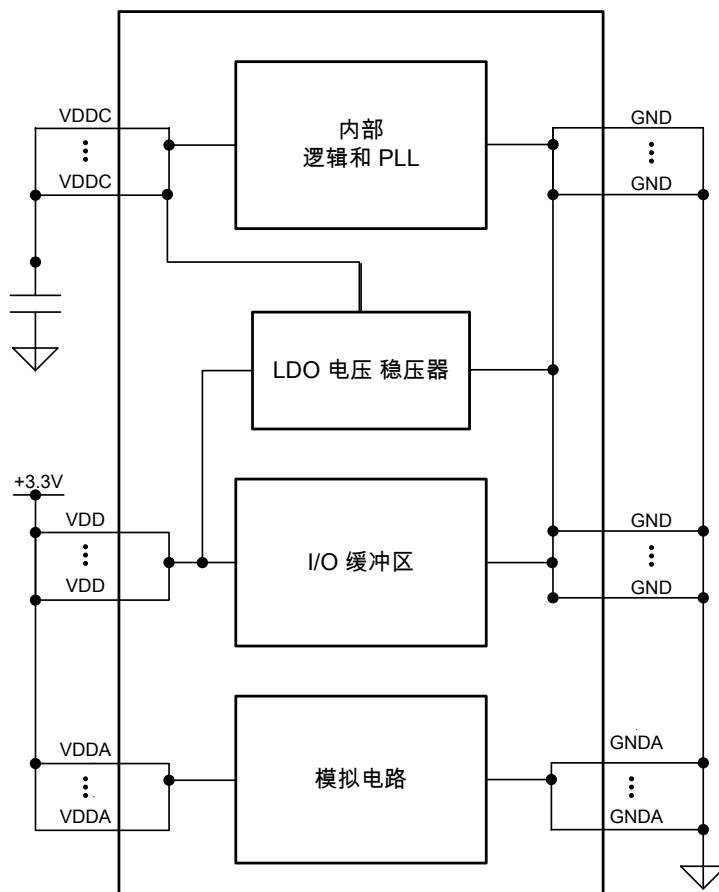 VDDC
VDDC
内部
逻辑和 PLL
GND
GND
LDO 电压 稳压器
+3.3V
VDD
VDD
I/O 缓冲区
GND
GND
VDDA
VDDA
模拟电路
GNDA
GNDA